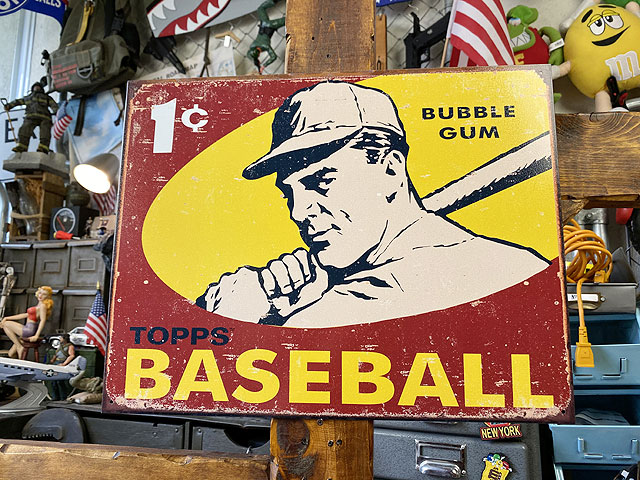 1¢
BUBBLE
GUM
TOPPS
BASEBALL
NEW YORK
m